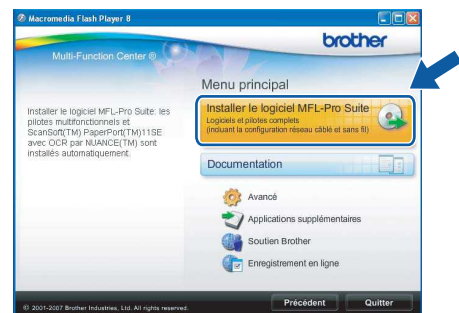 Macromedia Flash Player 8
brother
Multi-Function Center ®
Menu principal
Installer le logiciel MFL-Pro Suite: les
pilotes multifonctionnels et
ScanSoft(TM) PaperPort(TM)11SE
avec OCR par NUANCE(TM) sont
installés automatiquement.
Installer le logiciel MFL-Pro Suite
Logiciels et pilotes complets
(incluant la configuration réseau câblé et sans fil)
Documentation
Avancé
Applications supplémentaires
Soutien Brother
Enregistrement en ligne
© 2001-2007 Brother Industries, Ltd. All rights reserved.
Précédent
Quitter